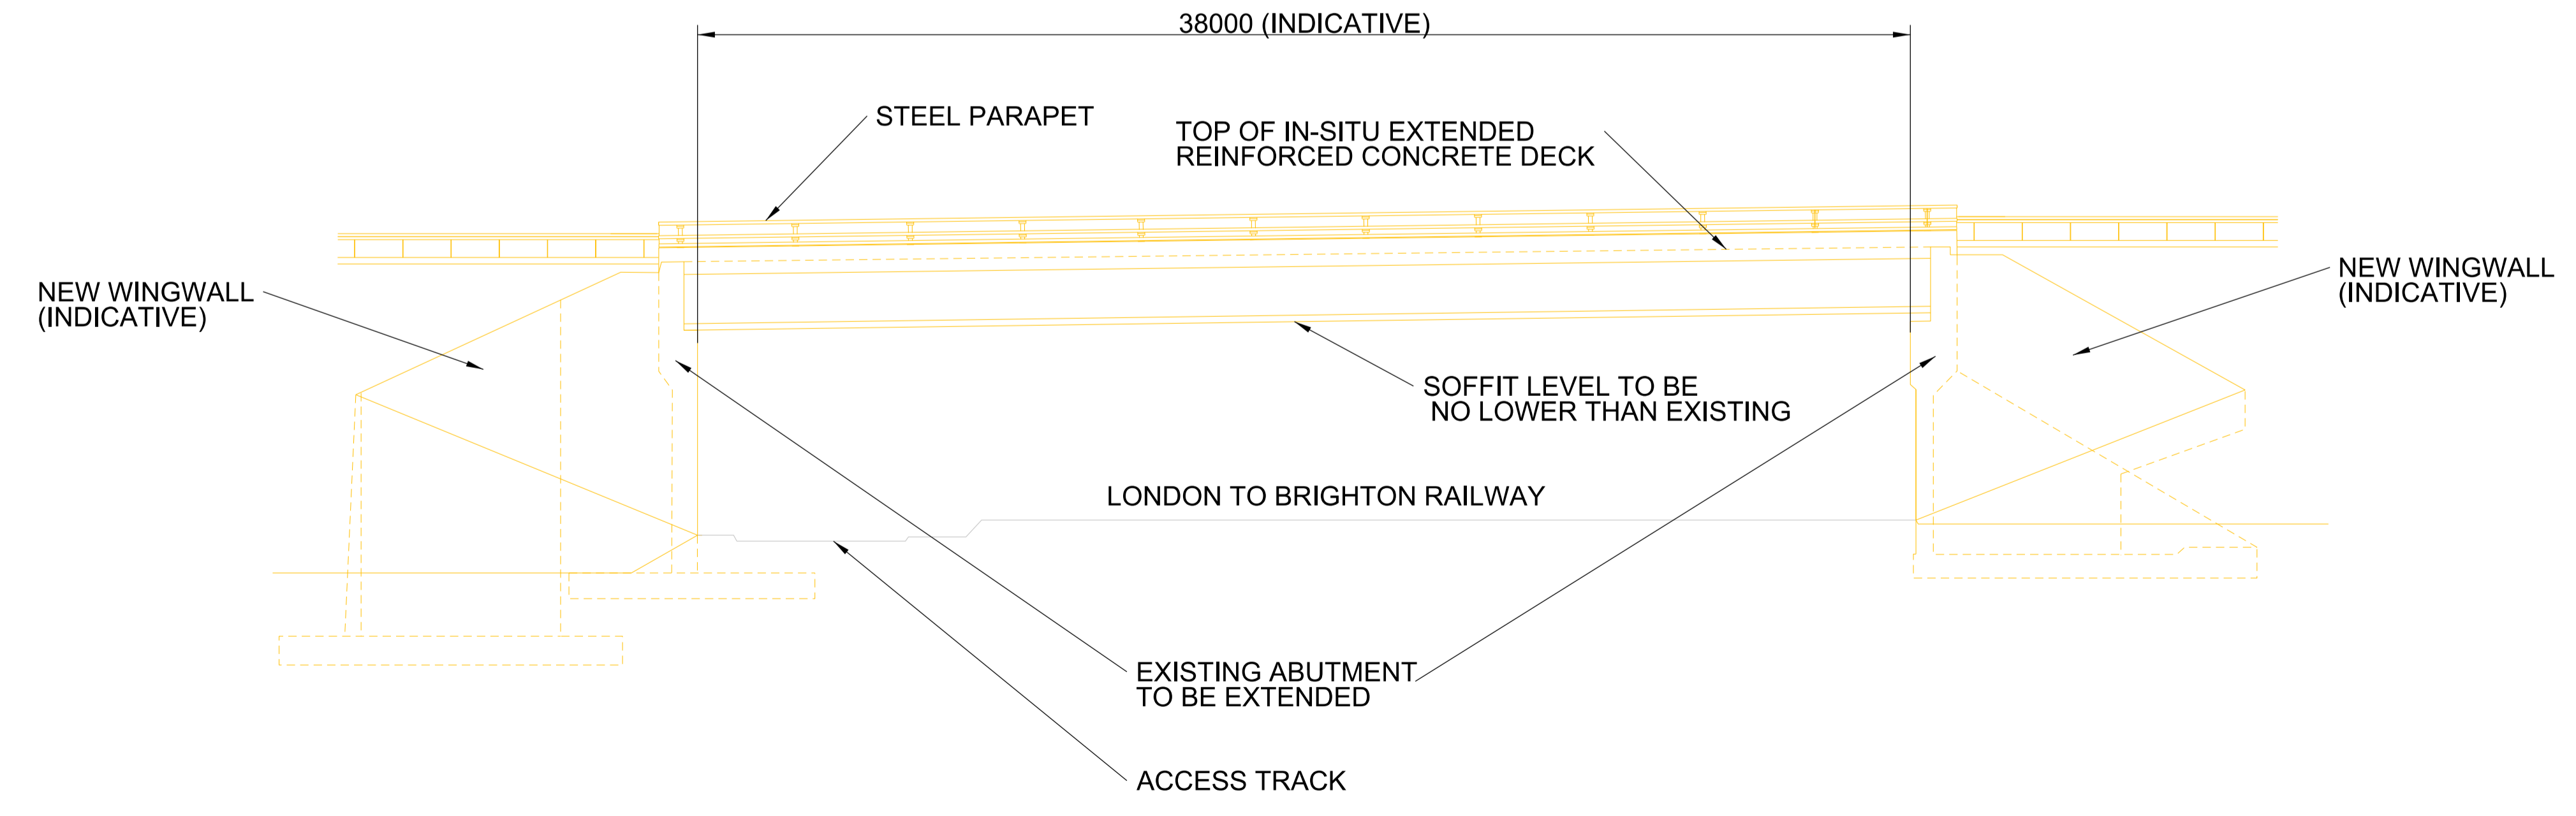 38000 (INDICATIVE)
STEEL PARAPET
TOP OF IN-SITU EXTENDED
REINFORCED CONCRETE DECK
NEW WINGWALL
(INDICATIVE)
NEW WINGWALL
(INDICATIVE)
SOFFIT LEVEL TO BE
NO LOWER THAN EXISTING
LONDON TO BRIGHTON RAILWAY
EXISTING ABUTMENT
TO BE EXTENDED
ACCESS TRACK